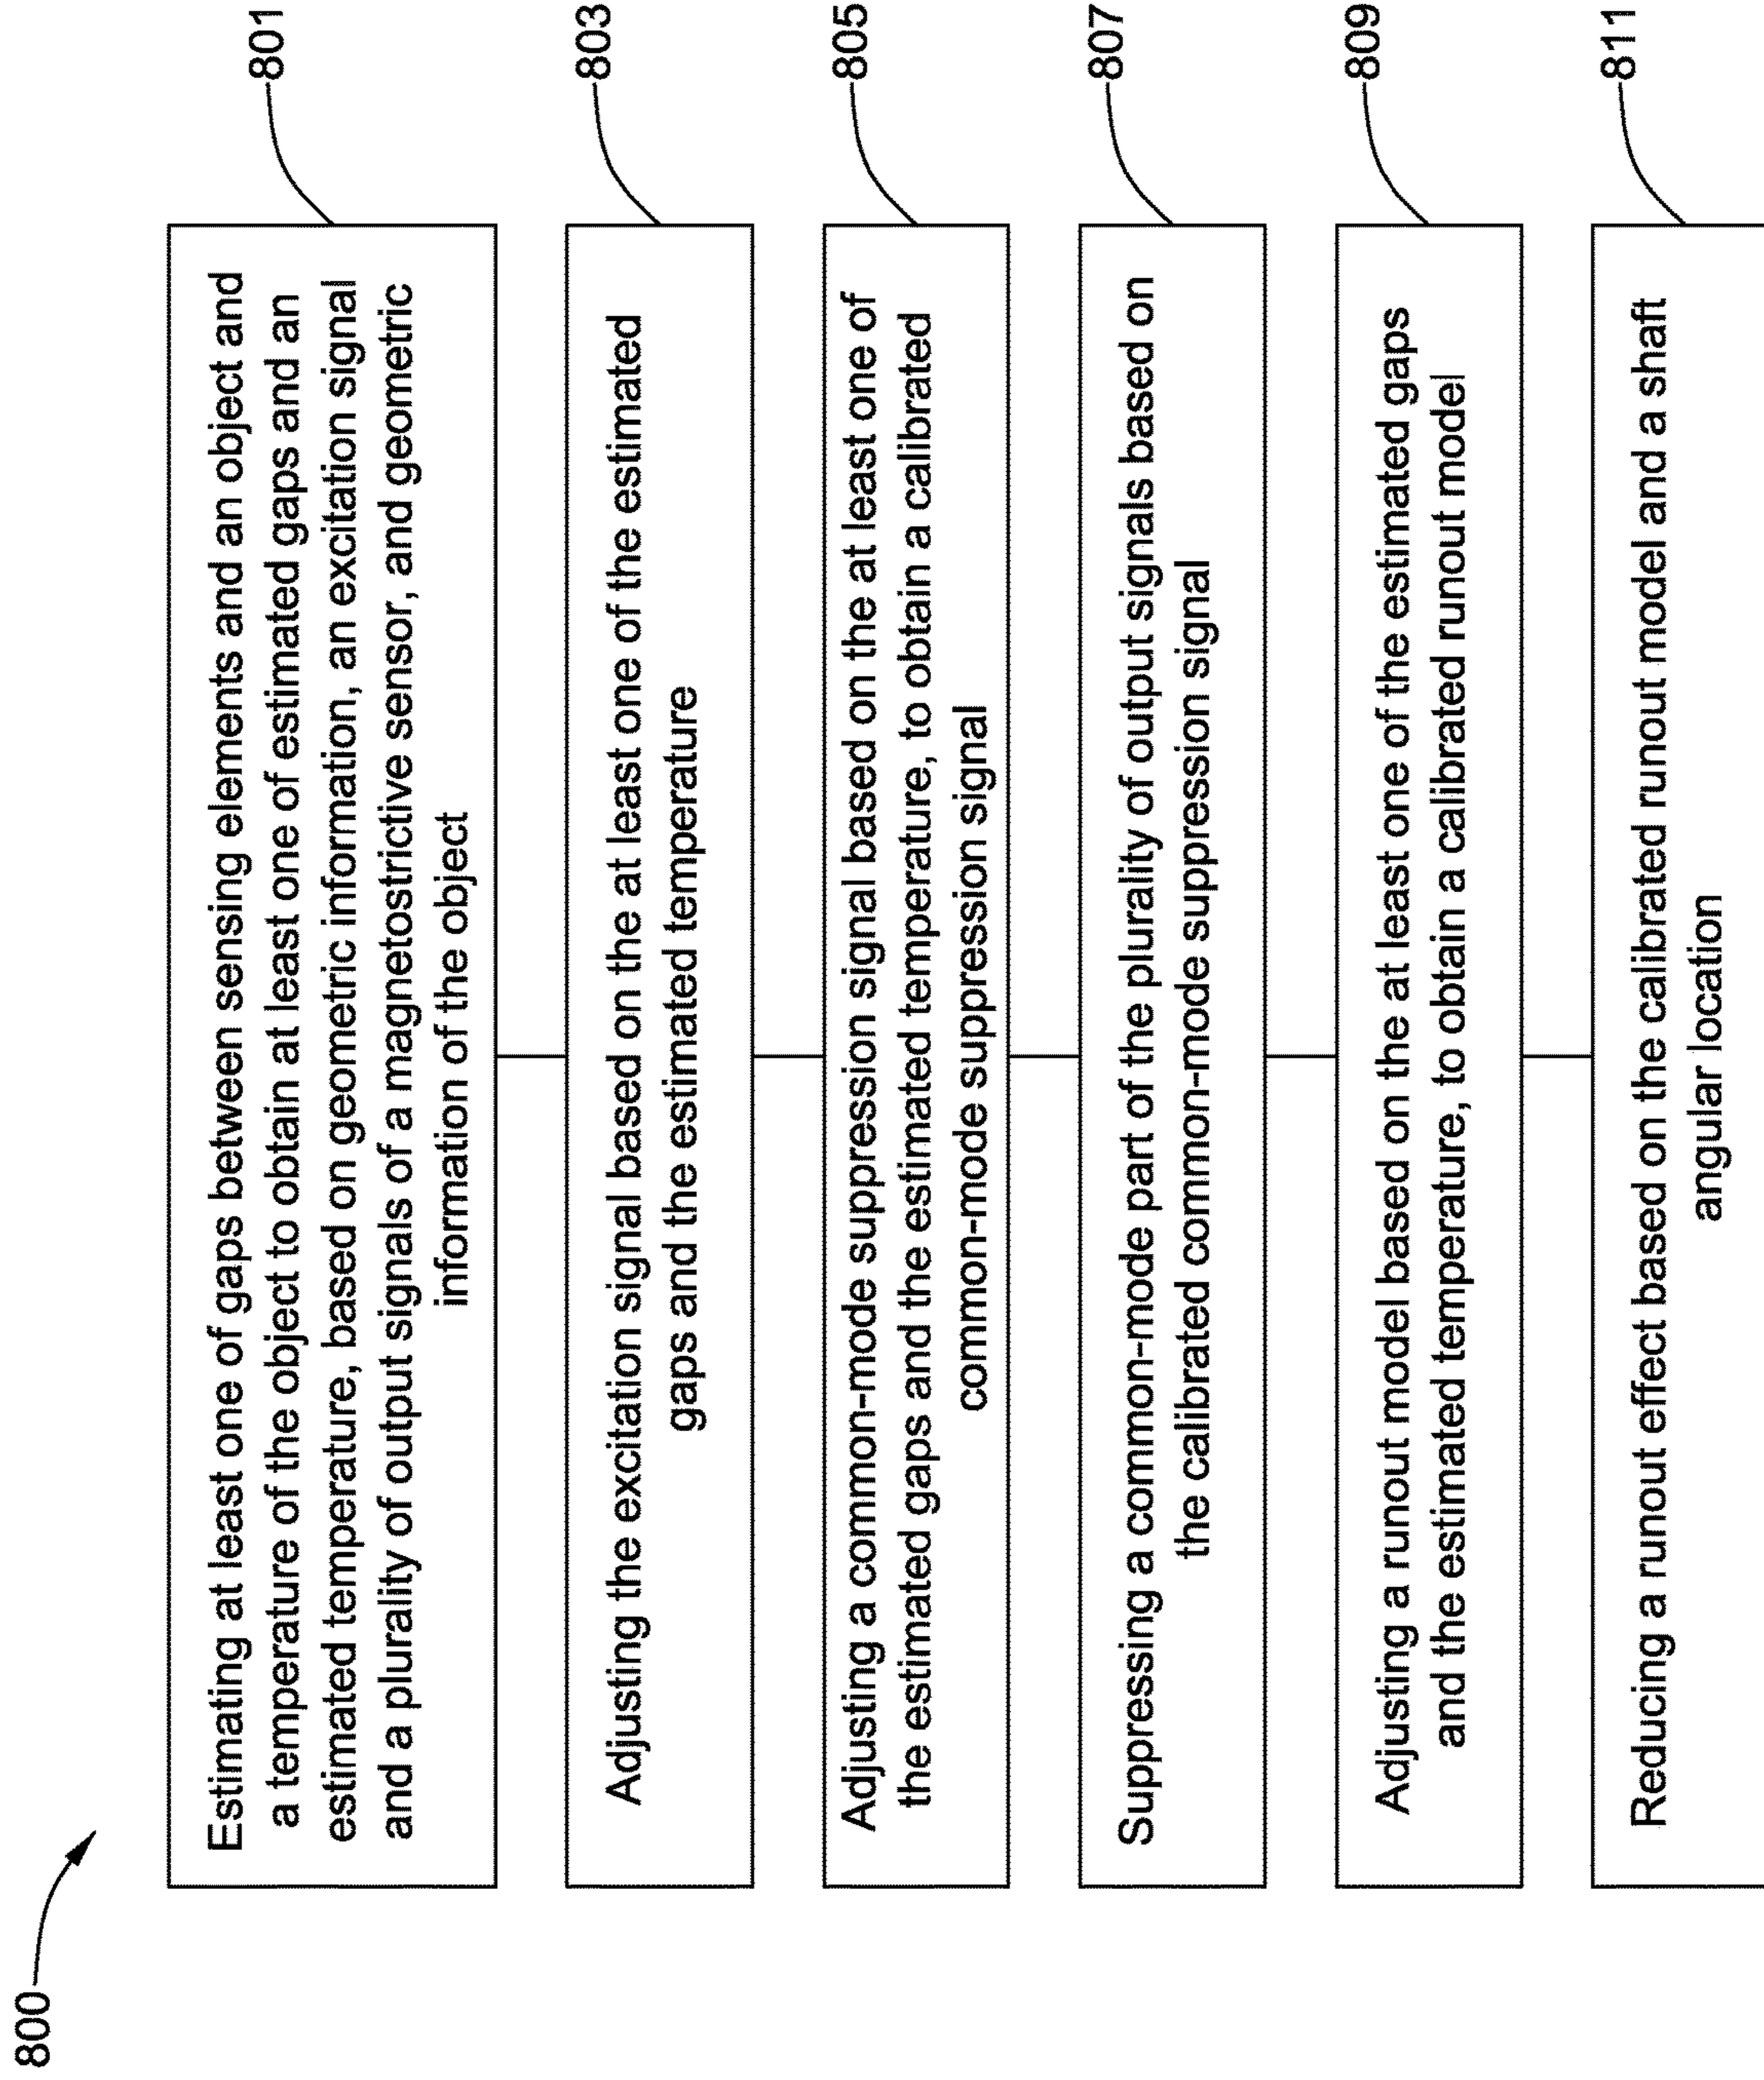 800
801
Estimating at least one of gaps between sensing elements and an object and
a temperature of the object to obtain at least one of estimated gaps and an
estimated temperature, based on geometric information, an excitation signal
and a plurality of output signals of a magnetostrictive sensor, and geometric
information of the object
803
Adjusting the excitation signal based on the at least one of the estimated
gaps and the estimated temperature
805
Adjusting a common-mode suppression signal based on the at least one of
the estimated gaps and the estimated temperature, to obtain a calibrated
common-mode suppression signal
807
Suppressing a common-mode part of the plurality of output signals based on
the calibrated common-mode suppression signal
809
Adjusting a runout model based on the at least one of the estimated gaps
and the estimated temperature, to obtain a calibrated runout model
811
Reducing a runout effect based on the calibrated runout model and a shaft
angular location